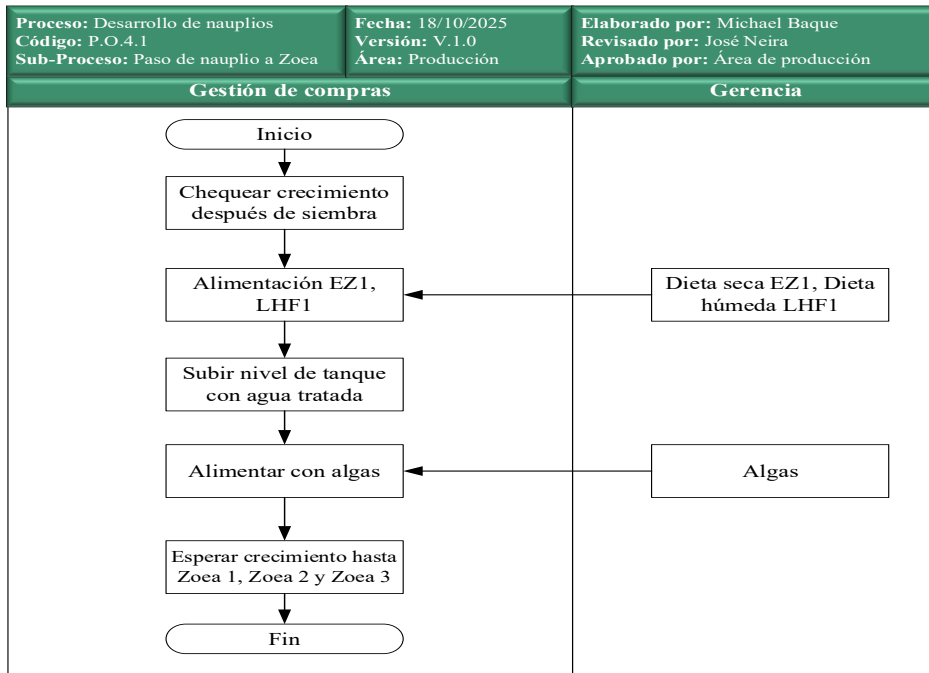 Proceso: Desarrollo de nauplios
Código: P.O.4.1
Sub-Proceso: Paso de nauplio a Zoea
Fecha: 18/10/2025
Versión: V.1.0
Área: Producción
Elaborado por: Michael Baque
Revisado por: José Neira
Aprobado por: Área de producción
Gestión de compras
Gerencia
Inicio
Chequear crecimiento
después de siembra
Alimentación EZ1,
LHF1
Dieta seca EZ1, Dieta
húmeda LHF1
Subir nivel de tanque
con agua tratada
Alimentar con algas
Algas
Esperar crecimiento hasta
Zoea 1, Zoea 2 y Zoea 3
Fin